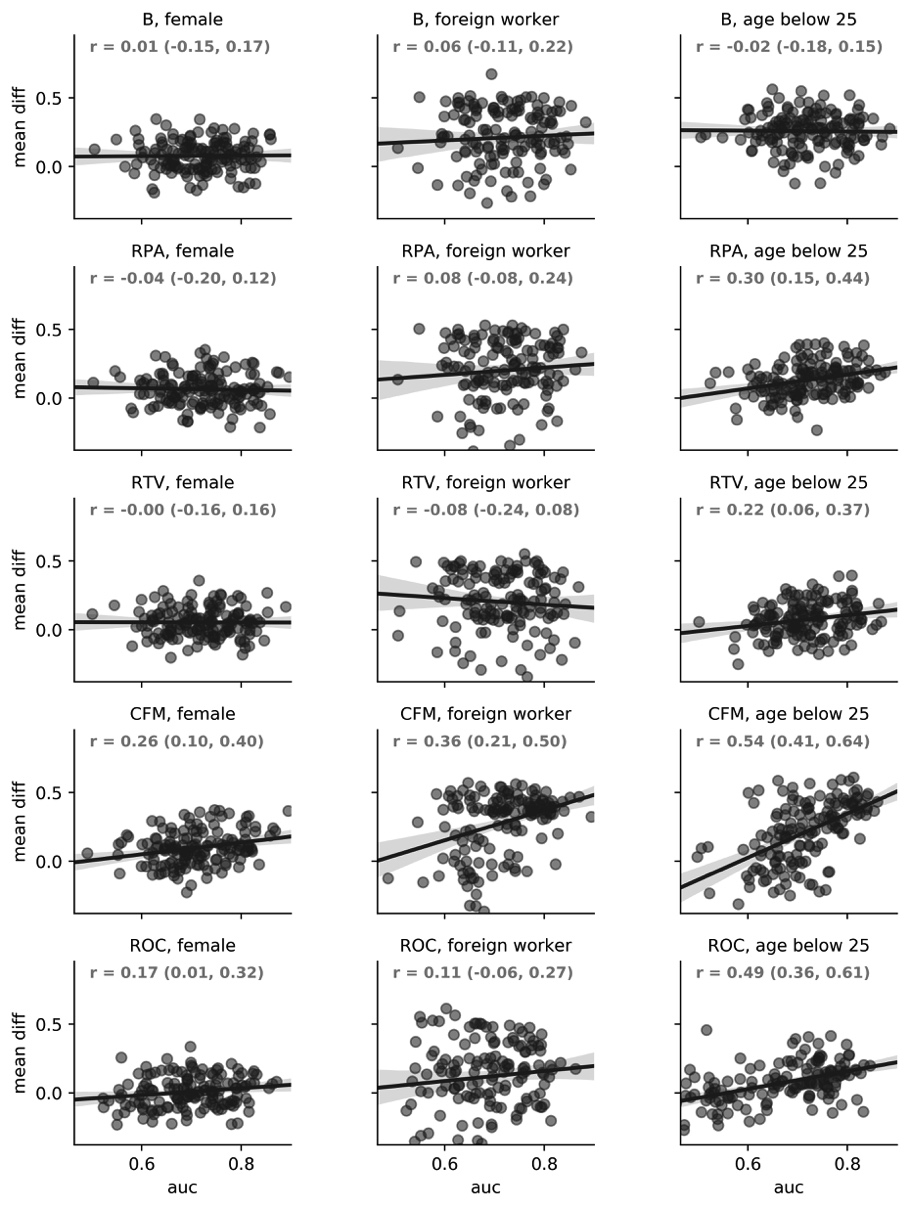 B, female
B, foreign worker
B, age below 25
r = 0.01 (-0.15, 0.17)
r = 0.06 (-0.11, 0.22)
r = -0.02 (-0.18, 0.15)
mean diff
0.5
0.0
RPA, female
RPA, foreign worker
RPA, age below 25
r = -0.04 (-0.20, 0.12)
r = 0.08 (-0.08, 0.24)
r = 0.30 (0.15, 0.44)
mean diff
0.5
0.0
RTV, female
RTV, foreign worker
RTV, age below 25
r = -0.00 (-0.16, 0.16)
r = -0.08 (-0.24, 0.08)
r = 0.22 (0.06, 0.37)
mean diff
0.5
0.0
CFM, female
CFM, foreign worker
CFM, age below 25
r = 0.26 (0.10, 0.40)
r = 0.36 (0.21, 0.50)
r = 0.54 (0.41, 0.64)
mean diff
0.5
0.0
ROC, female
ROC, foreign worker
ROC, age below 25
r = 0.17 (0.01, 0.32)
r = 0.11 (-0.06, 0.27)
r = 0.49 (0.36, 0.61)
mean diff
0.5
0.0
0.6 0.8
0.6 0.8
0.6 0.8
auc
auc
auc